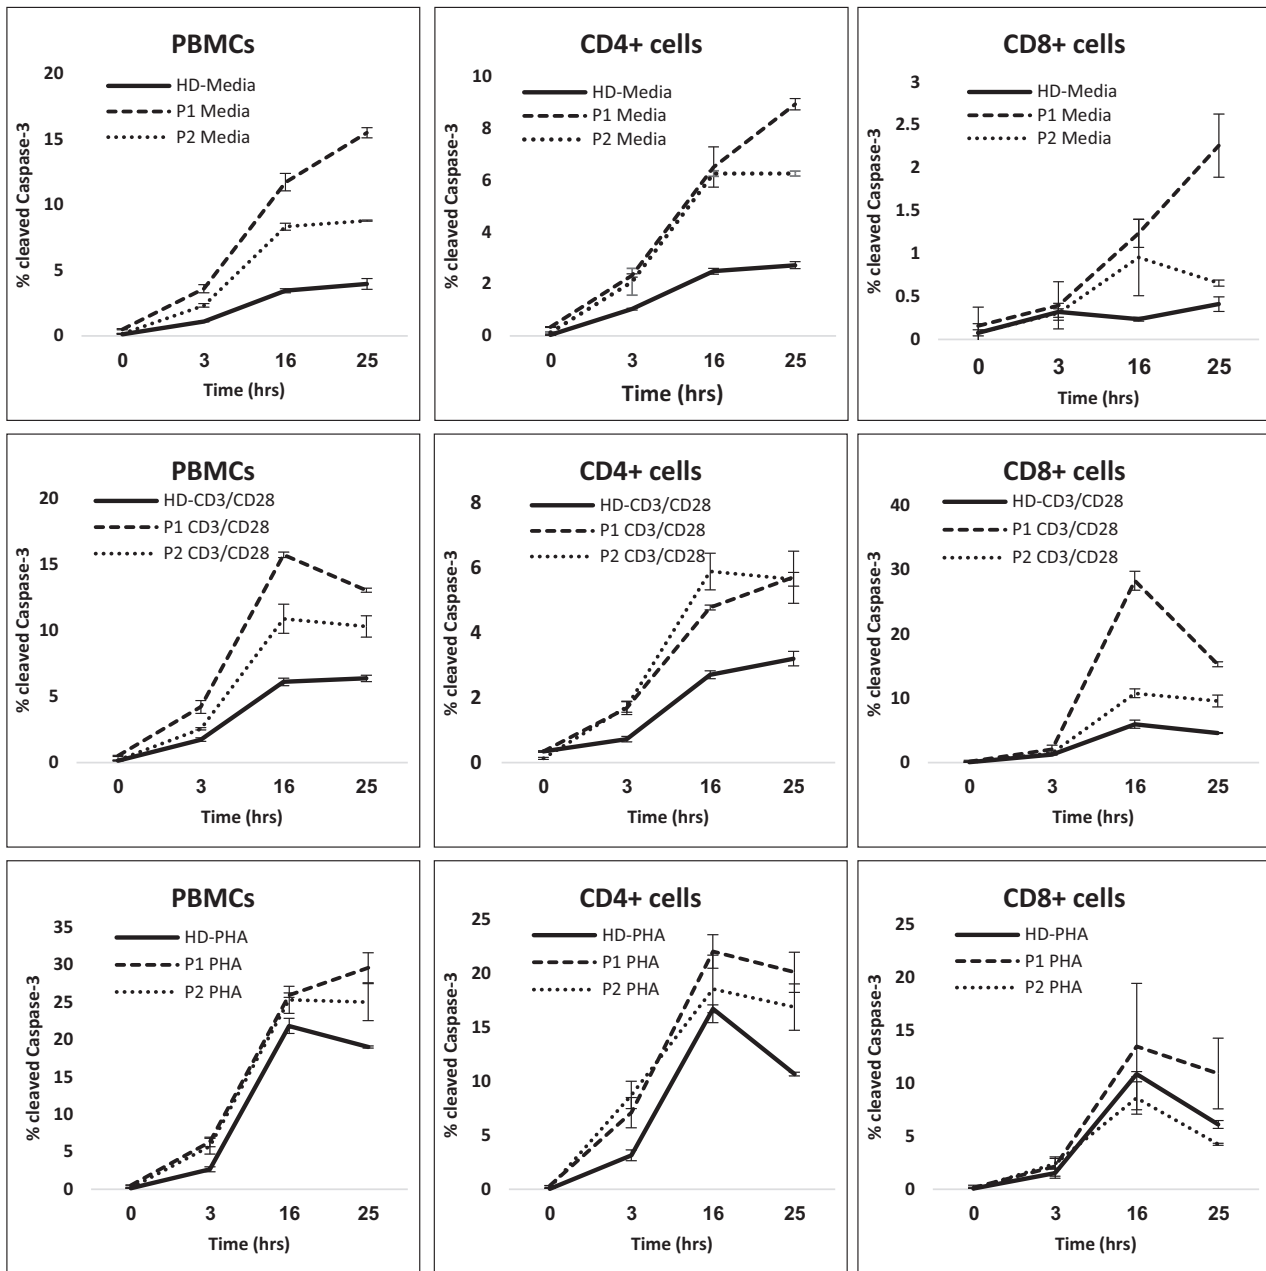 PBMCs
20
15
10
5
0
% cleaved Caspase-3
HD-Media
P1 Media
P2 Media
0 3 16 25
Time (hrs)
CD4+ cells
10
8
6
4
2
0
% cleaved Caspase-3
HD-Media
P1 Media
P2 Media
0 3 16 25
Time (hrs)
CD8+ cells
3
2.5
2
1.5
1
0.5
0
% cleaved Caspase-3
HD-Media
P1 Media
P2 Media
0 3 16 25
Time (hrs)
PBMCs
20
15
10
5
0
% cleaved Caspase-3
HD-CD3/CD28
P1 CD3/CD28
P2 CD3/CD28
0 3 16 25
Time (hrs)
CD4+ cells
8
6
4
2
0
% cleaved Caspase-3
HD-CD3/CD28
P1 CD3/CD28
P2 CD3/CD28
0 3 16 25
Time (hrs)
CD8+ cells
40
30
20
10
0
% cleaved Caspase-3
HD-CD3/CD28
P1 CD3/CD28
P2 CD3/CD28
0 3 16 25
Time (hrs)
PBMCs
35
30
25
20
15
10
5
0
% cleaved Caspase-3
HD-PHA
P1 PHA
P2 PHA
0 3 16 25
Time (hrs)
CD4+ cells
25
20
15
10
5
0
% cleaved Caspase-3
HD-PHA
P1 PHA
P2 PHA
0 3 16 25
Time (hrs)
CD8+ cells
25
20
15
10
5
0
% cleaved Caspase-3
HD-PHA
P1 PHA
P2 PHA
0 3 16 25
Time (hrs)